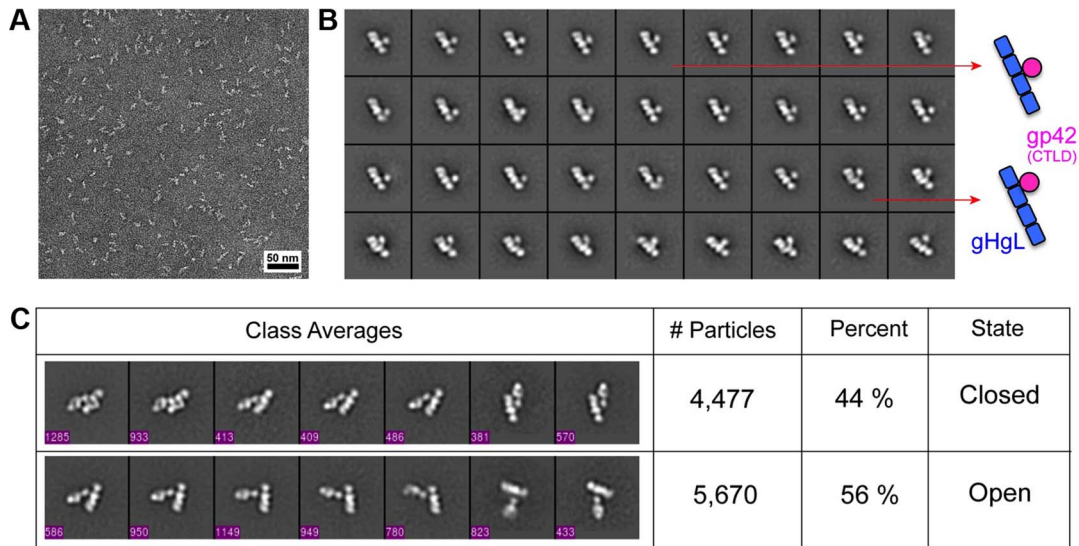 A
50 nm
B
gp42
(CTLD)
gHgL
C
Class Averages
# Particles
Percent
State
1285 933 413 409 486 381 570
4,477
44 %
Closed
586 950 1149 949 780 823 433
5,670
56 %
Open